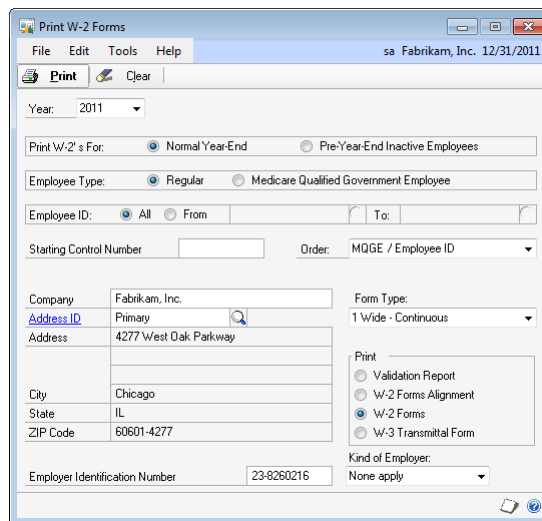 Print W-2 Forms
File Edit Tools Help sa Fabrikam, Inc. 12/31/2011
Print Clear
Year: 2011
Print W-2' s For: Normal Year-End Pre-Year-End Inactive Employees
Employee Type: Regular Medicare Qualified Government Employee
Employee ID: All From To:
Starting Control Number Order: MQGE / Employee ID
Company Fabrikam, Inc. Form Type:
Address ID Primary 1 Wide - Continuous
Address 4277 West Oak Parkway
Print
Validation Report
City Chicago W-2 Forms Alignment
State IL W-2 Forms
ZIP Code 60601-4277 W-3 Transmittal Form
Kind of Employer:
Employer Identification Number 23-8260216 None apply